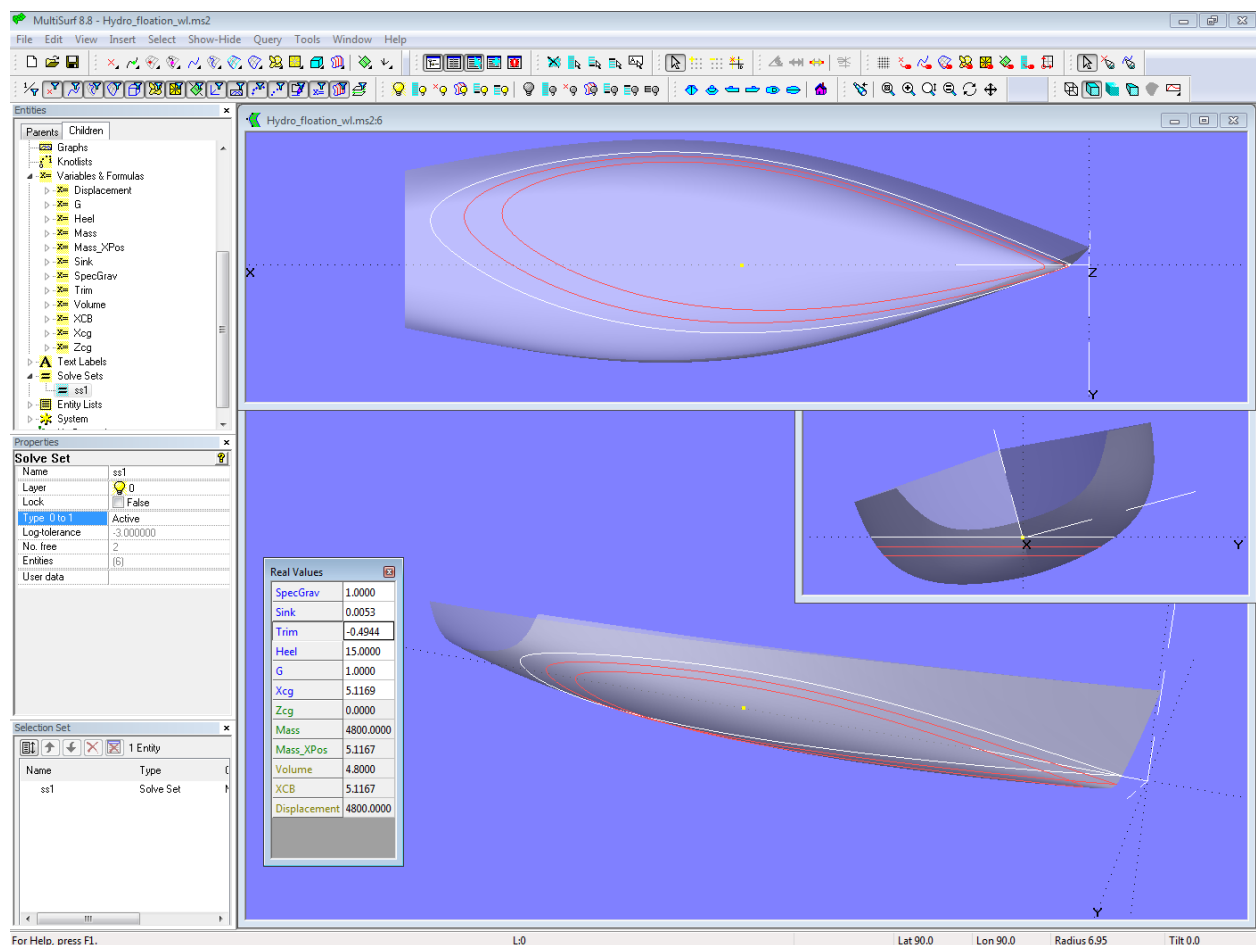 MultiSurf 8.8 - Hydro_floation_wl.ms2
File Edit View Insert Select Show-Hide Query Tools Window Help
Entities
Parents Children
Graphs
Knotlists
Variables & Formulas
Displacement
G
Heel
Mass
Mass_XPos
Sink
SpecGrav
Trim
Volume
XCB
Xcg
Zcg
Text Labels
Solve Sets
ss1
Entity Lists
System
Properties
Solve Set
Name ss1
Layer 0
Lock False
Type 0 to 1 Active
Log-tolerance -3.000000
No. free 2
Entities (6)
User data
Selection Set
1 Entity
Name Type
ss1 Solve Set
Hydro_floation_wl.ms2:6
X
Z
Y
X
Y
Real Values
SpecGrav 1.0000
Sink 0.0053
Trim -0.4944
Heel 15.0000
G 1.0000
Xcg 5.1169
Zcg 0.0000
Mass 4800.0000
Mass_XPos 5.1167
Volume 4.8000
XCB 5.1167
Displacement 4800.0000
Y
For Help, press F1.
L:0
Lat 90.0 Lon 90.0 Radius 6.95 Tilt 0.0